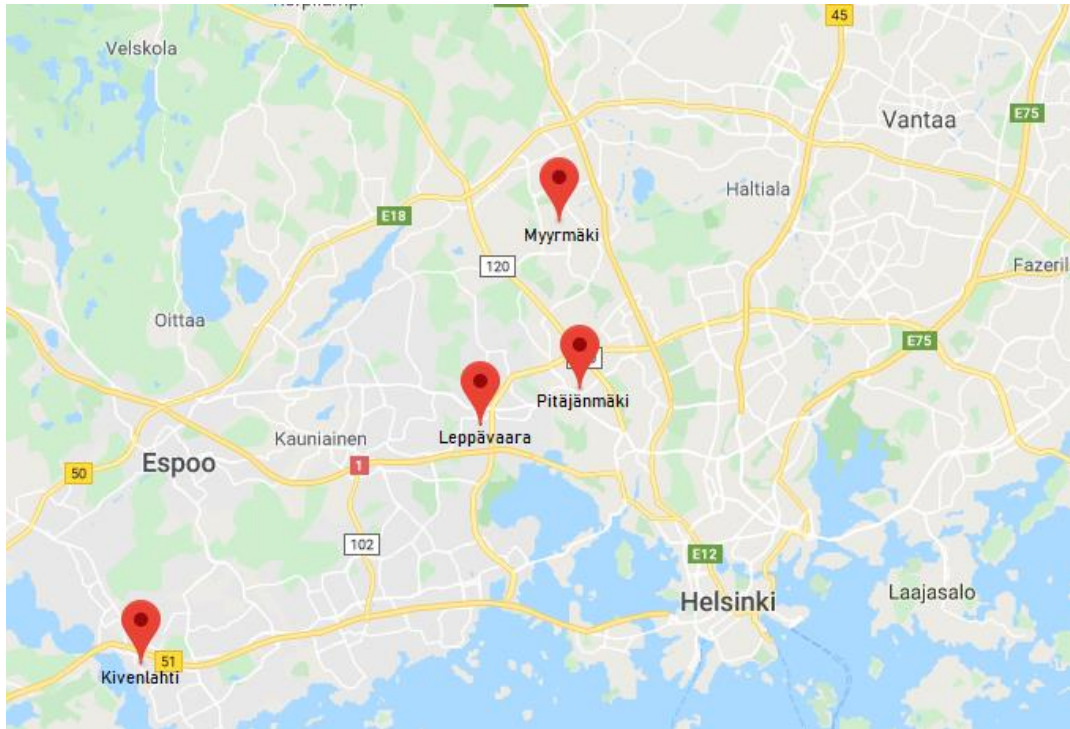 Velskola
45
Vantaa
E75
Haltiala
E18
Myyrmäki
120
Fazeril
Oittaa
E75
Pitäjänmäki
Leppävaara
Kauniainen
Espoo
1
50
102
E12
Helsinki
Laajasalo
51
Kivenlahti